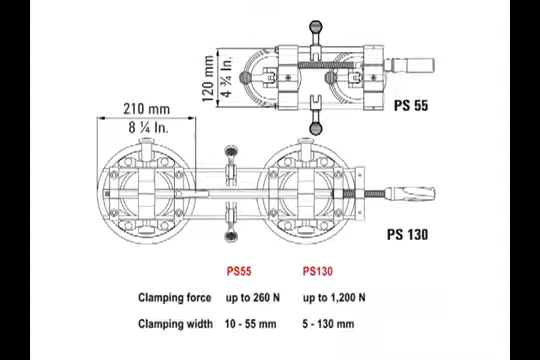 120 mm
4 ¾ In.
PS 55
210 mm
8 ¼ In.
PS 130
PS55 PS130
Clamping force up to 260 N up to 1,200 N
Clamping width 10 - 55 mm 5 - 130 mm